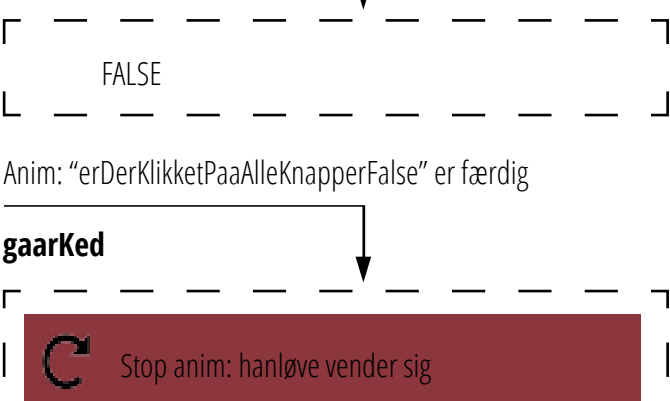 FALSE
Anim: “erDerKlikketPaaAlleKnapperFalse” er færdig
gaarKed
Stop anim: hanløve vender sig